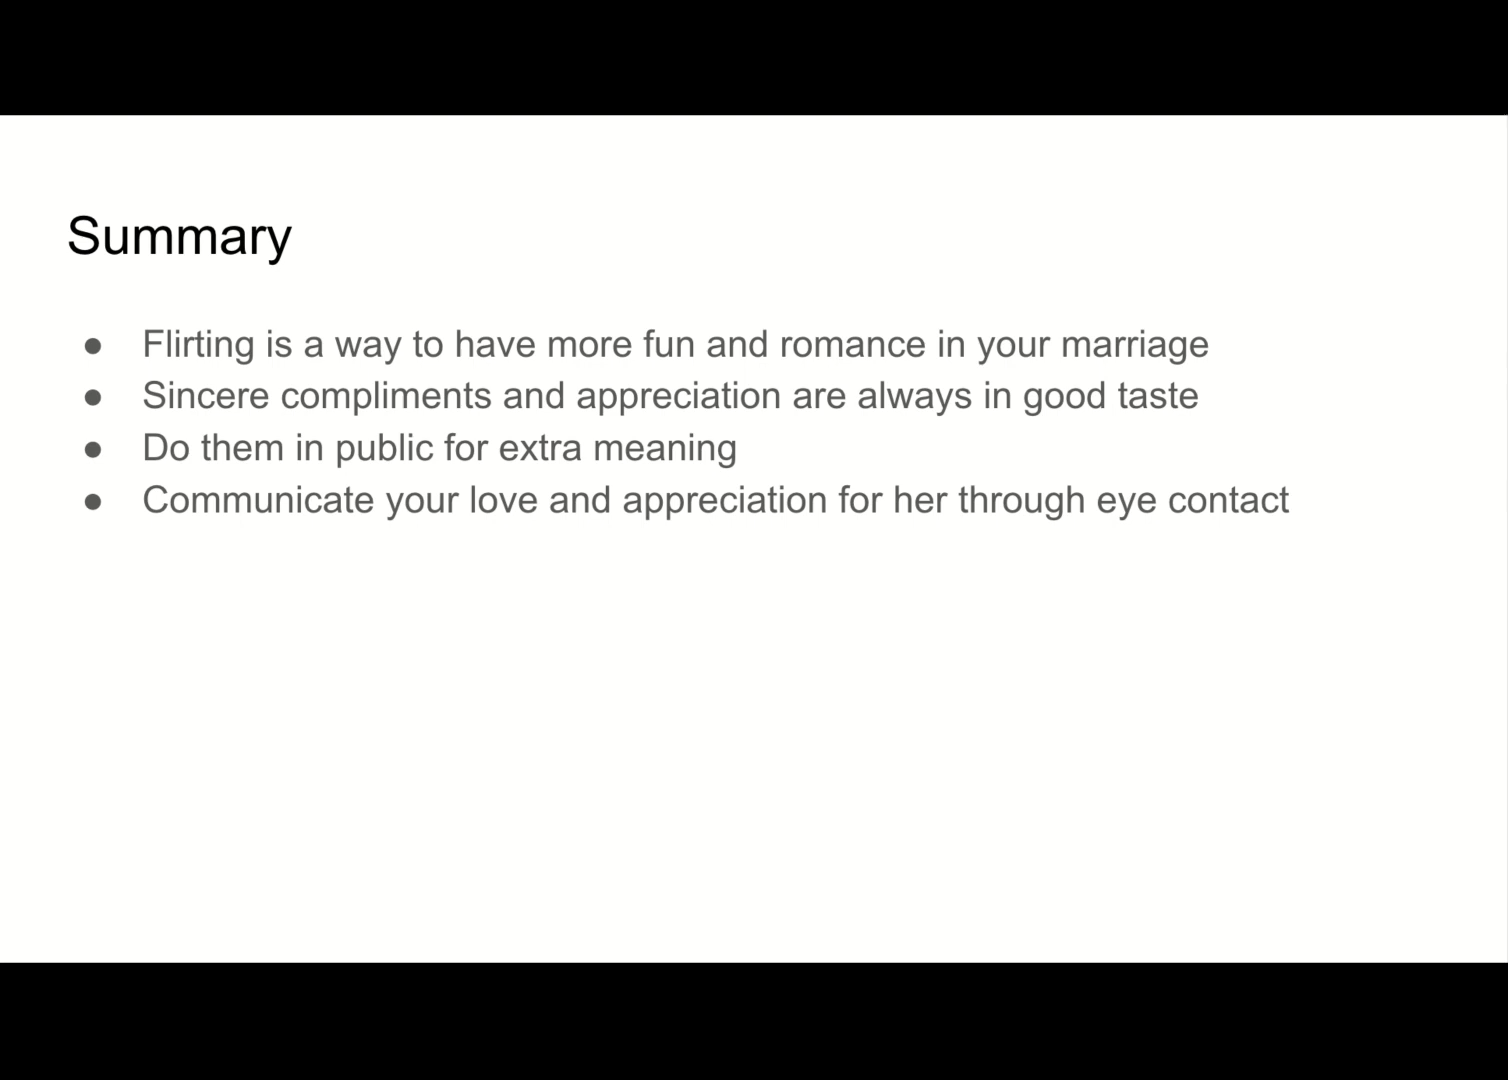 Summary
● Flirting is a way to have more fun and romance in your marriage
● Sincere compliments and appreciation are always in good taste
● Do them in public for extra meaning
● Communicate your love and appreciation for her through eye contact